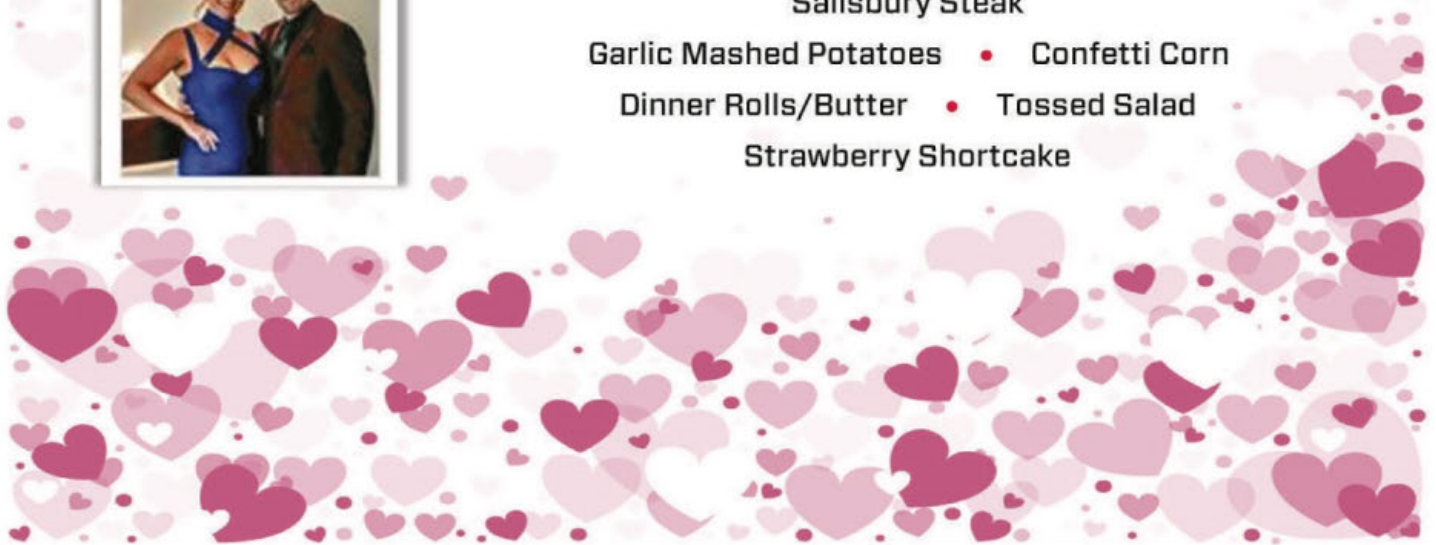 Salisbury Steak
Garlic Mashed Potatoes • Confetti Corn
Dinner Rolls/Butter • Tossed Salad
Strawberry Shortcake